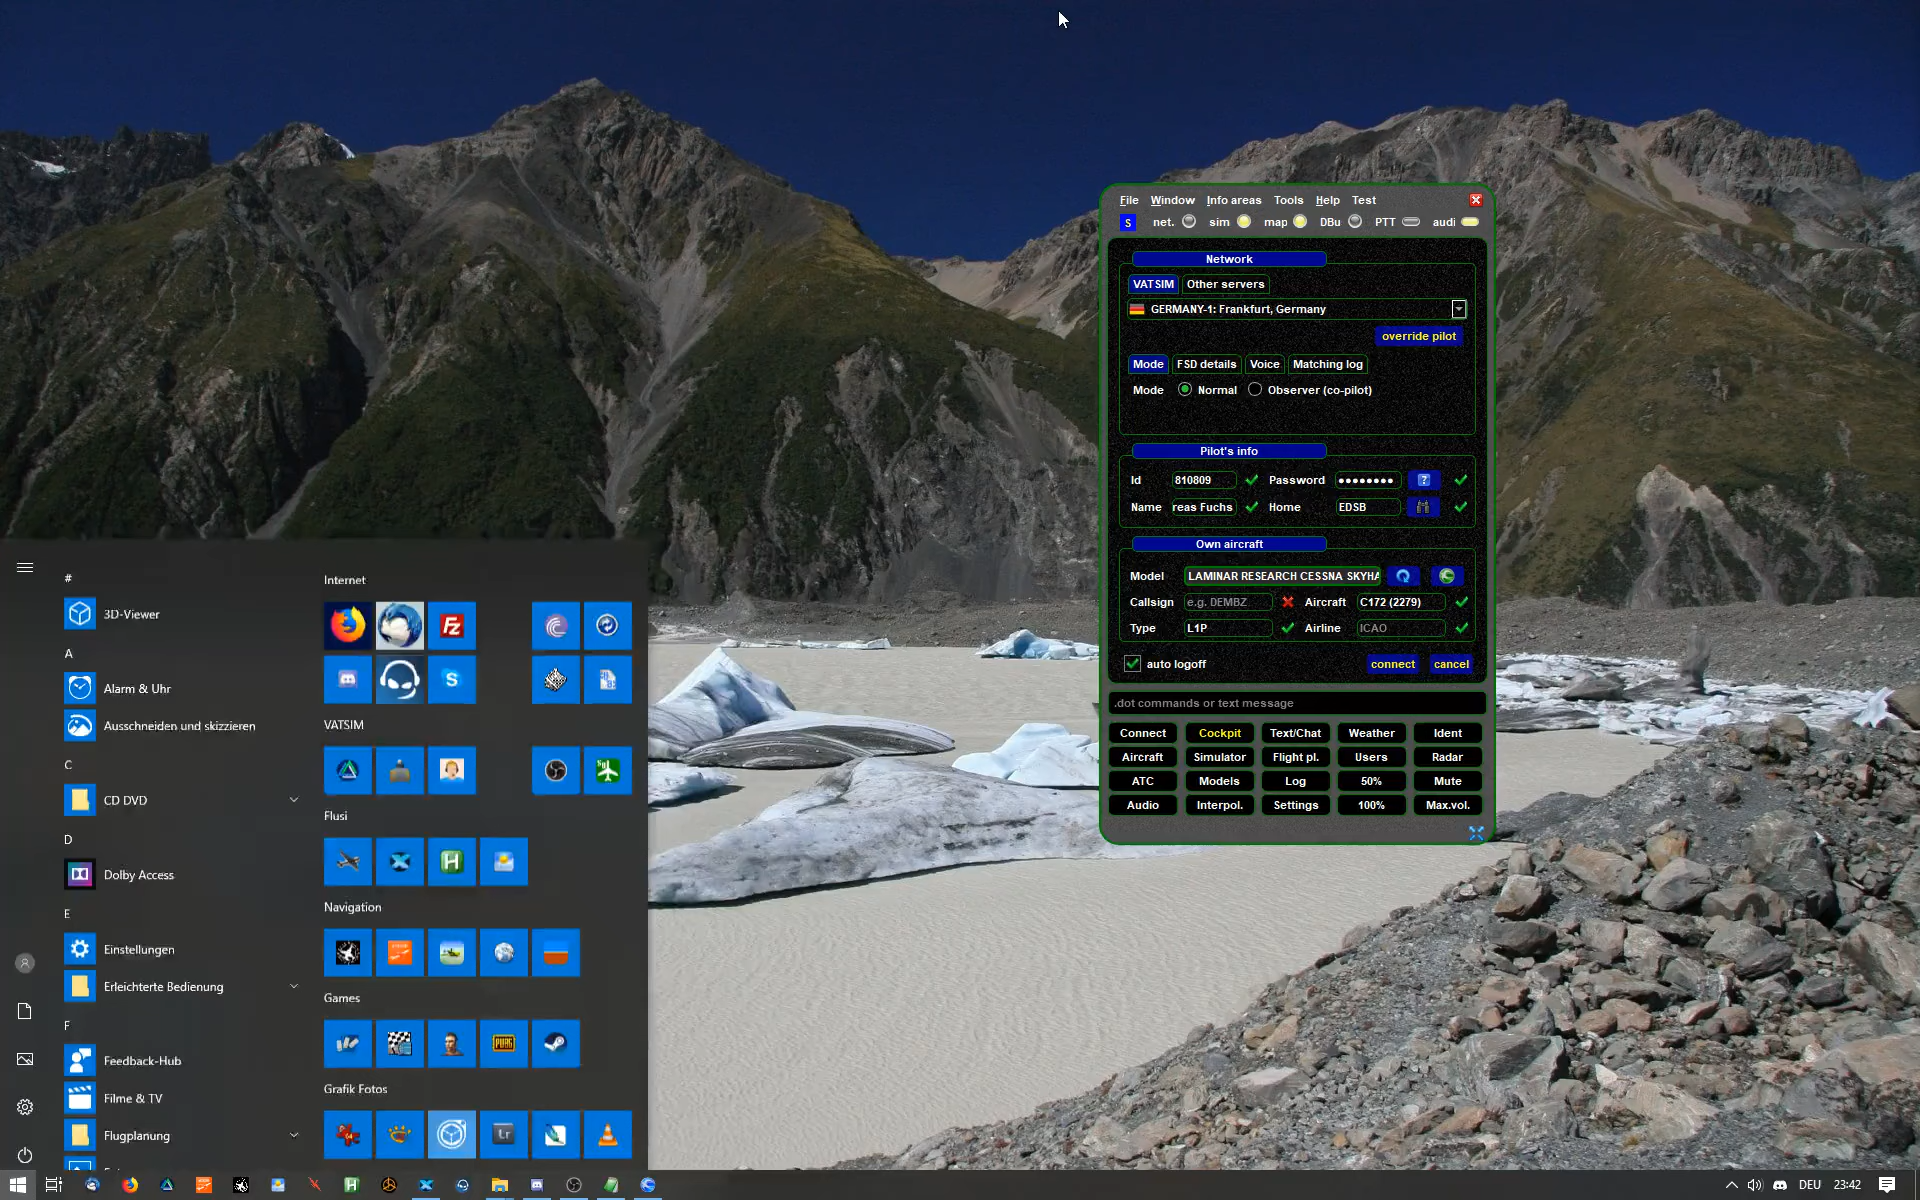 File Window Info areas Tools Help Test
S net. sim map DBu PTT audi
Network
VATSIM Other servers
GERMANY-1: Frankfurt, Germany
override pilot
Mode FSD details Voice Matching log
Mode Normal Observer (co-pilot)
Pilot's info
Id 810809 Password ●●●●●●●● ?
Name reas Fuchs Home EDSB
Own aircraft
Model LAMINAR RESEARCH CESSNA SKYHA
Callsign e.g. DEMBZ Aircraft C172 (2279)
Type L1P Airline ICAO
auto logoff connect cancel
.dot commands or text message
Connect Cockpit Text/Chat Weather Ident
Aircraft Simulator Flight pl. Users Radar
ATC Models Log 50% Mute
Audio Interpol. Settings 100% Max.vol.
#
3D-Viewer
A
Alarm & Uhr
Ausschneiden und skizzieren
C
CD DVD
D
Dolby Access
E
Einstellungen
Erleichterte Bedienung
F
Feedback-Hub
Filme & TV
Flugplanung
Internet
Fz
S
VATSIM
Flusi
H
Navigation
Games
PUBG
Grafik Fotos
Lr
H
DEU 23:42